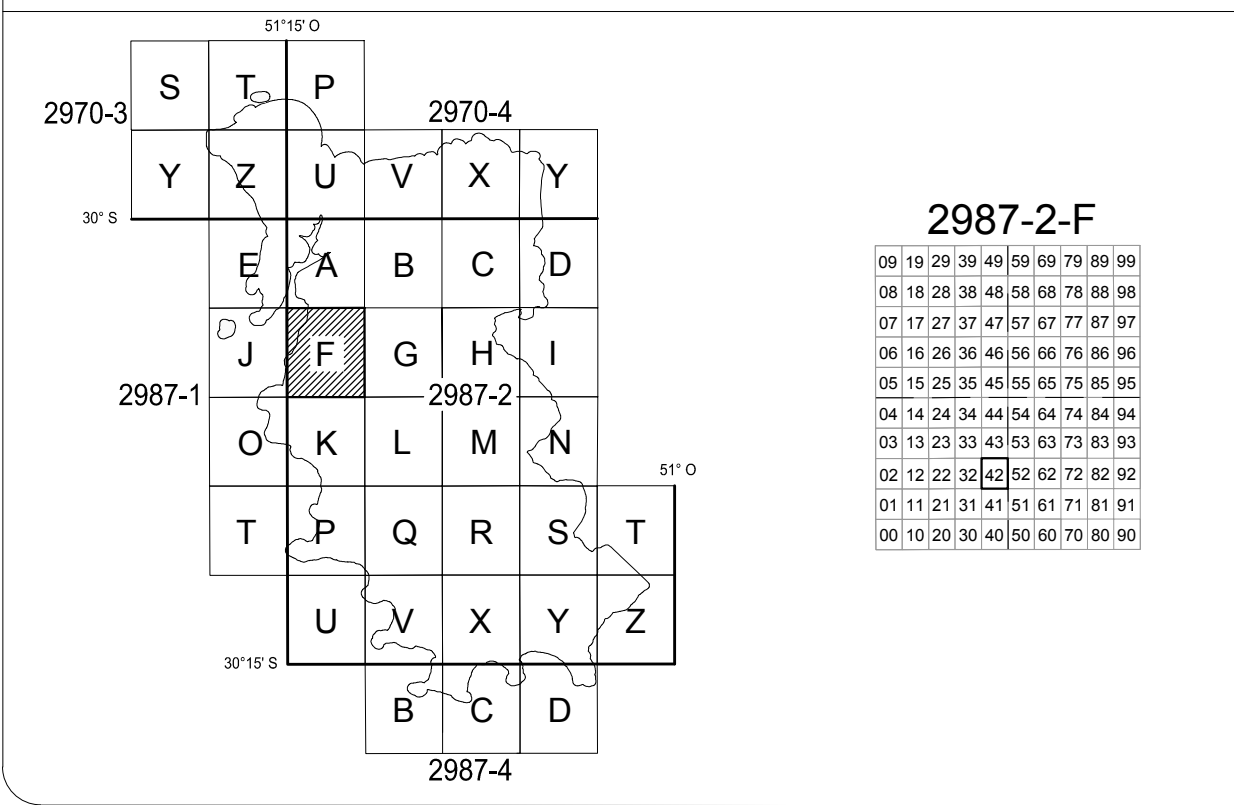 51°15' O
S T P
2970-3 2970-4
Y Z U V X Y
30° S
E A B C D
J F G H I
2987-1 2987-2
O K L M N
51° O
T P Q R S T
U V X Y Z
30°15' S
B C D
2987-4
2987-2-F
09 19 29 39 49 59 69 79 89 99
08 18 28 38 48 58 68 78 88 98
07 17 27 37 47 57 67 77 87 97
06 16 26 36 46 56 66 76 86 96
05 15 25 35 45 55 65 75 85 95
04 14 24 34 44 54 64 74 84 94
03 13 23 33 43 53 63 73 83 93
02 12 22 32 42 52 62 72 82 92
01 11 21 31 41 51 61 71 81 91
00 10 20 30 40 50 60 70 80 90